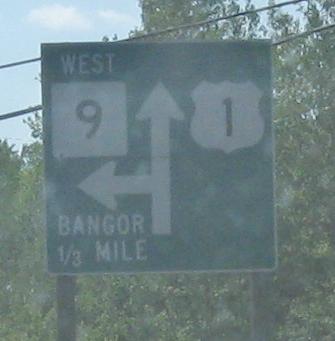 WEST
9 1
BANGOR
1/3 MILE